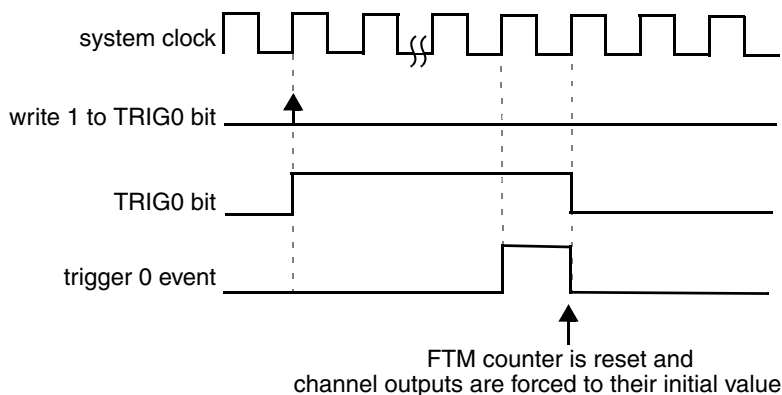 system clock
write 1 to TRIG0 bit
TRIG0 bit
trigger 0 event
FTM counter is reset and
channel outputs are forced to their initial value